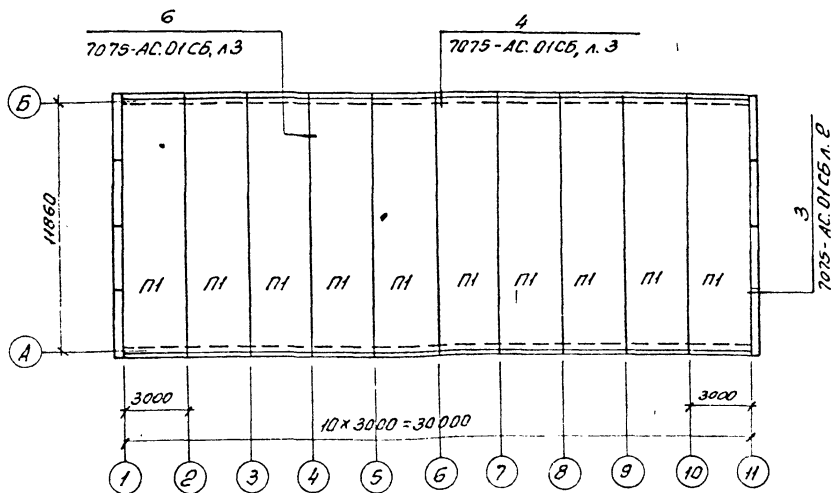 6
7075-АС.01СБ, л.3
4
7075-АС.01СБ, л. 3
Б
11860
3
7075-АС.01СБ л. 2
П1 П1 П1 П1 П1 П1 П1 П1 П1 П1
А
3000
3000
10×3000=30000
1 2 3 4 5 6 7 8 9 10 11